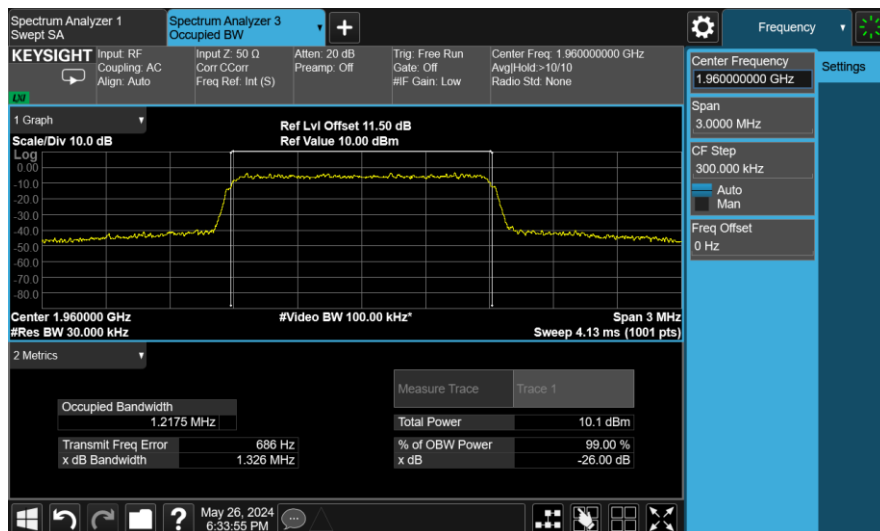 Spectrum Analyzer 1
Swept SA
Spectrum Analyzer 3
Occupied BW
+
Frequency
KEYSIGHT
LXI
Input: RF
Coupling: AC
Align: Auto
Input Z: 50 Ω
Corr CCorr
Freq Ref: Int (S)
Atten: 20 dB
Preamp: Off
Trig: Free Run
Gate: Off
#IF Gain: Low
Center Freq: 1.960000000 GHz
Avg|Hold:>10/10
Radio Std: None
Center Frequency
1.960000000 GHz
Settings
Span
3.0000 MHz
CF Step
300.000 kHz
Auto
Man
Freq Offset
0 Hz
1 Graph
Scale/Div 10.0 dB
Ref Lvl Offset 11.50 dB
Ref Value 10.00 dBm
Log
0.00
-10.0
-20.0
-30.0
-40.0
-50.0
-60.0
-70.0
-80.0
Center 1.960000 GHz
#Video BW 100.00 kHz*
Span 3 MHz
#Res BW 30.000 kHz
Sweep 4.13 ms (1001 pts)
2 Metrics
Measure Trace
Trace 1
Occupied Bandwidth
1.2175 MHz
Total Power
10.1 dBm
Transmit Freq Error
686 Hz
% of OBW Power
99.00 %
x dB Bandwidth
1.326 MHz
x dB
-26.00 dB
?
May 26, 2024
6:33:55 PM